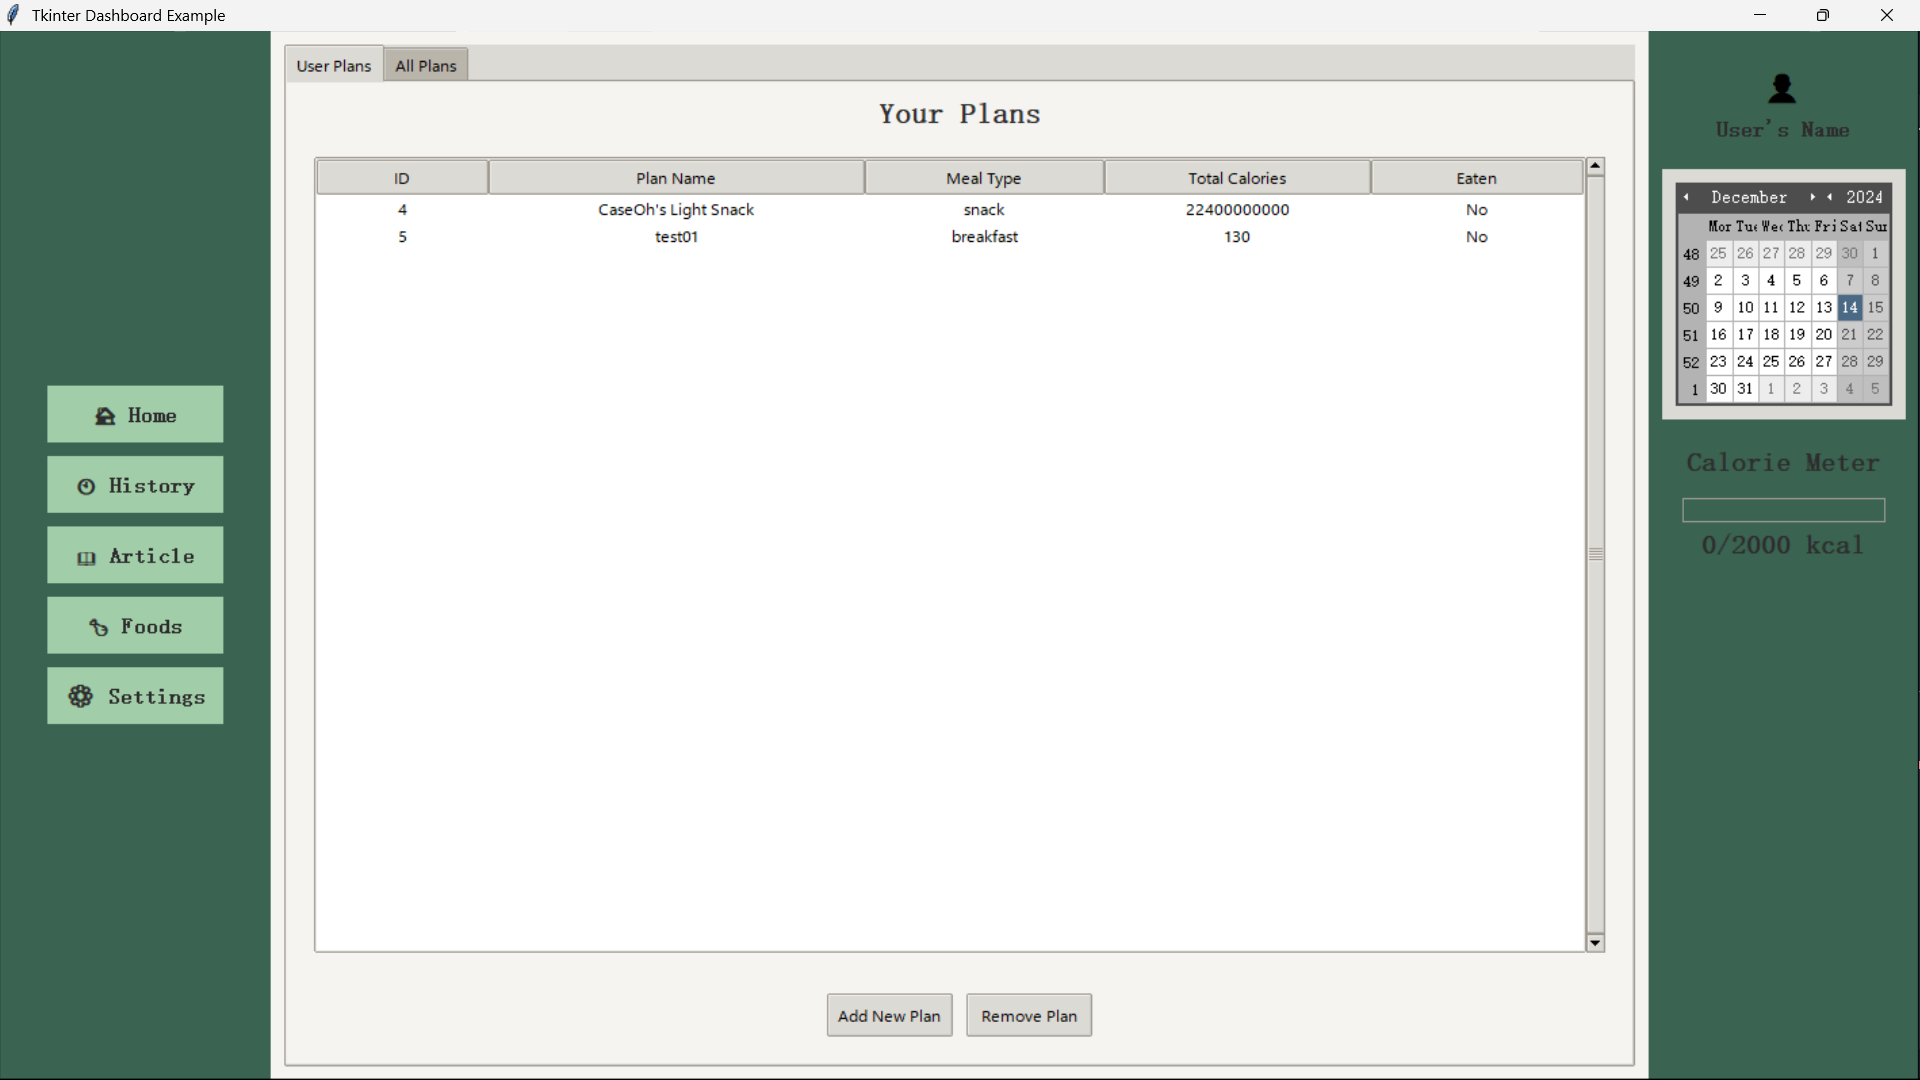 Tkinter Dashboard Example
User Plans All Plans
Your Plans
ID Plan Name Meal Type Total Calories Eaten
4 CaseOh's Light Snack snack 22400000000 No
5 test01 breakfast 130 No
Add New Plan Remove Plan
Home
History
Article
Foods
Settings
User's Name
December 2024
Mon Tue Wed Thu Fri Sat Sun
48 25 26 27 28 29 30 1
49 2 3 4 5 6 7 8
50 9 10 11 12 13 14 15
51 16 17 18 19 20 21 22
52 23 24 25 26 27 28 29
1 30 31 1 2 3 4 5
Calorie Meter
0/2000 kcal